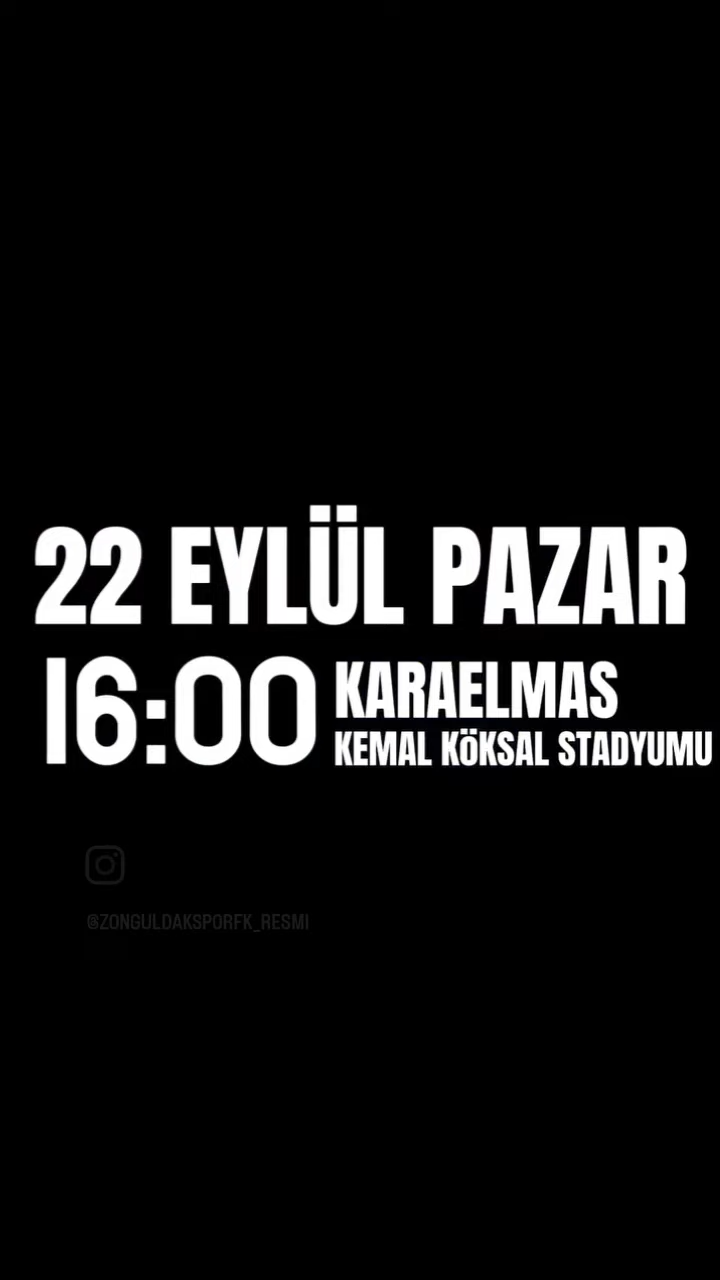 22 EYLÜL PAZAR
16:00
KARAELMAS
KEMAL KÖKSAL STADYUMU
@ZONGULDAKSPORFK_RESMI